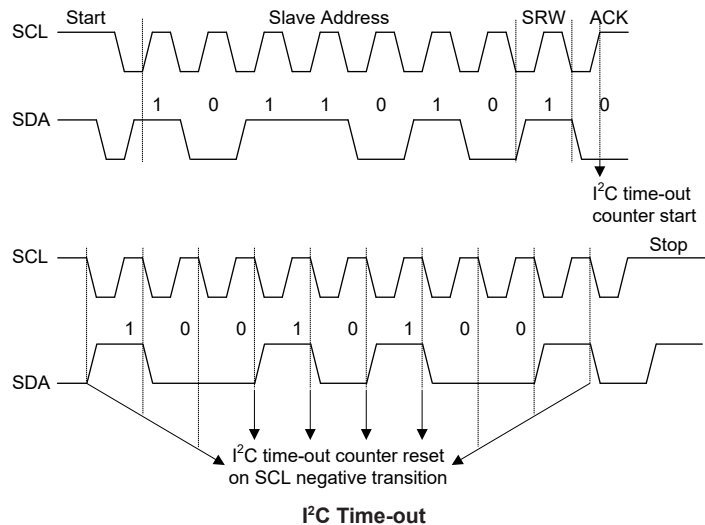 Start Slave Address SRW ACK
SCL
1 0 1 1 0 1 0 1 0
SDA
I²C time-out
counter start
Stop
SCL
1 0 0 1 0 1 0 0
SDA
I²C time-out counter reset
on SCL negative transition
I²C Time-out